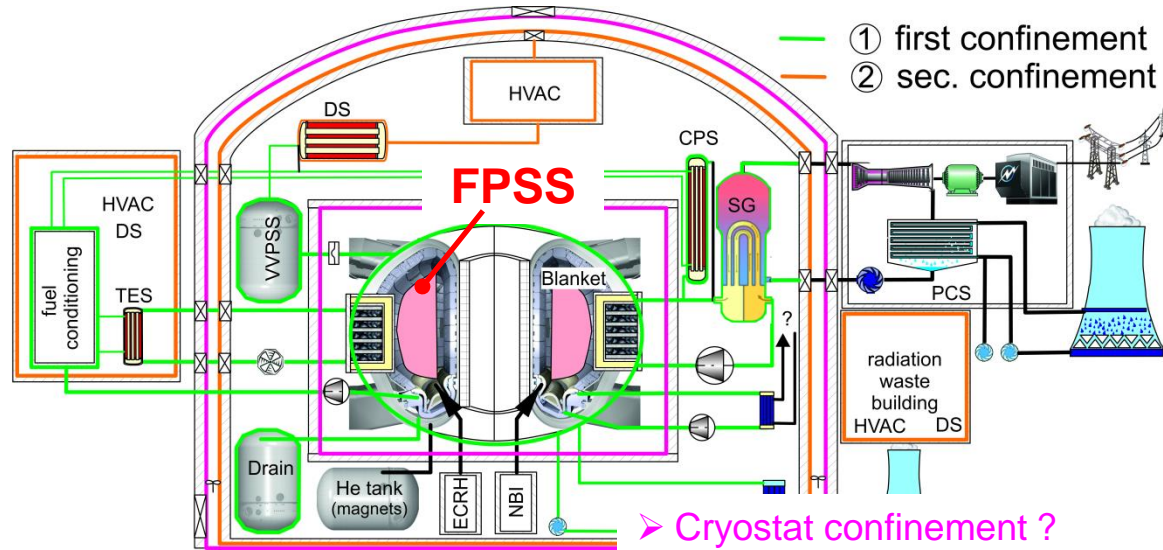 ① first confinement
② sec. confinement
HVAC
DS
CPS
FPSS
SG
HVAC
DS
VVPSS
Blanket
fuel
conditioning
TES
PCS
?
radiation
waste
building
HVAC DS
Drain
He tank
(magnets)
ECRH
NBI
➢ Cryostat confinement ?